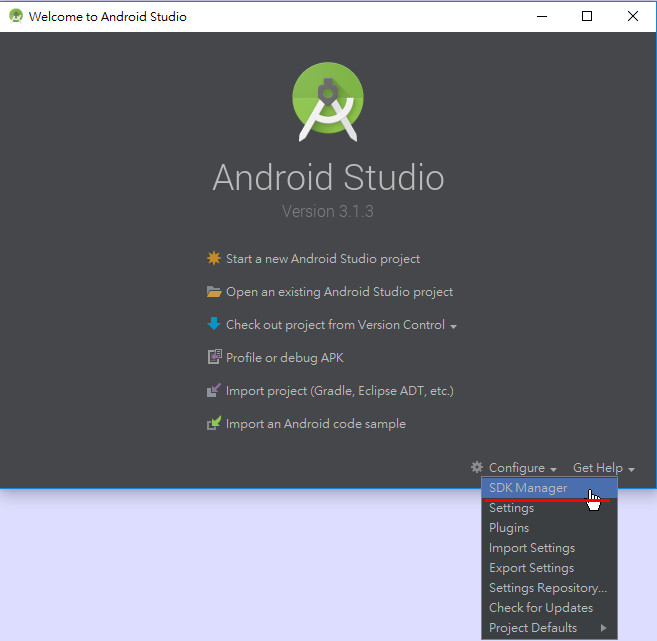 Welcome to Android Studio
Android Studio
Version 3.1.3
Start a new Android Studio project
Open an existing Android Studio project
Check out project from Version Control
Profile or debug APK
Import project (Gradle, Eclipse ADT, etc.)
Import an Android code sample
Configure Get Help
SDK Manager
Settings
Plugins
Import Settings
Export Settings
Settings Repository...
Check for Updates
Project Defaults